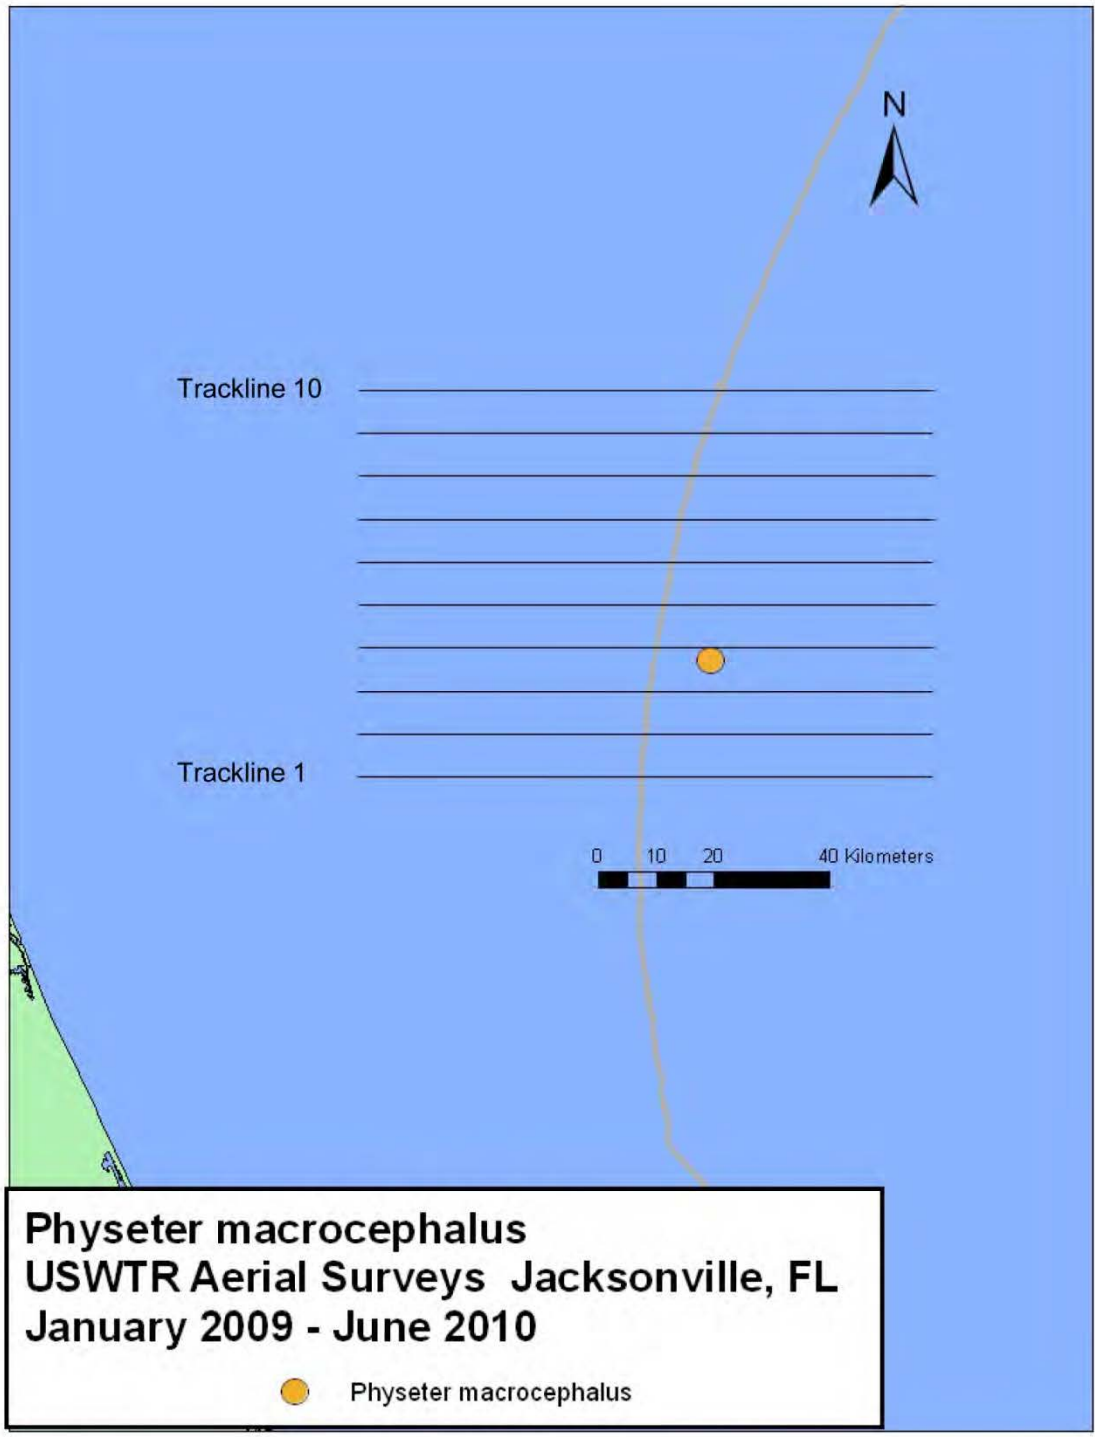 N
Trackline 10
Trackline 1
0 10 20 40 Kilometers
Physeter macrocephalus
USWTR Aerial Surveys Jacksonville, FL
January 2009 - June 2010
Physeter macrocephalus